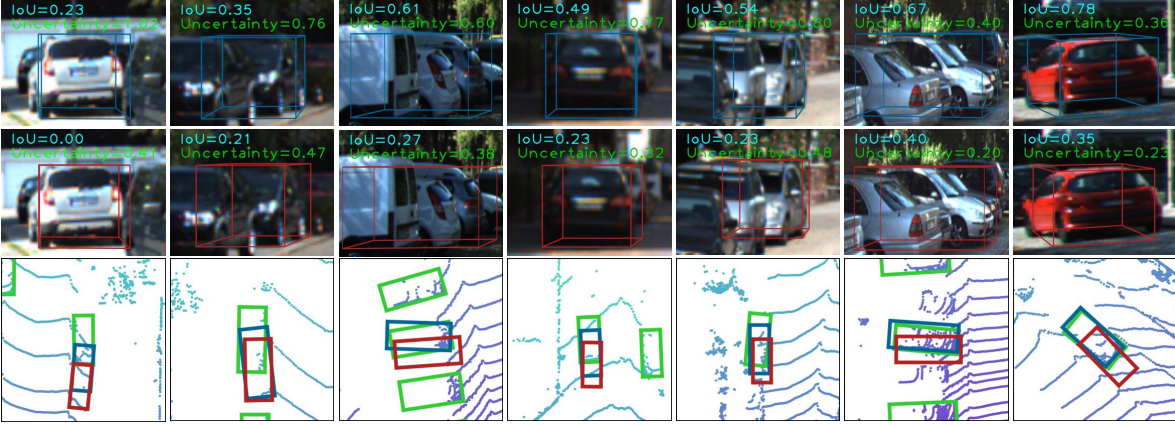 IoU=0.23
Uncertainty=1.02
IoU=0.35
Uncertainty=0.76
IoU=0.61
Uncertainty=0.60
IoU=0.49
Uncertainty=0.77
IoU=0.54
Uncertainty=0.80
IoU=0.67
Uncertainty=0.40
IoU=0.78
Uncertainty=0.36
IoU=0.00
Uncertainty=0.41
IoU=0.21
Uncertainty=0.47
IoU=0.27
Uncertainty=0.38
IoU=0.23
Uncertainty=0.32
IoU=0.23
Uncertainty=0.48
IoU=0.40
Uncertainty=0.20
IoU=0.35
Uncertainty=0.23